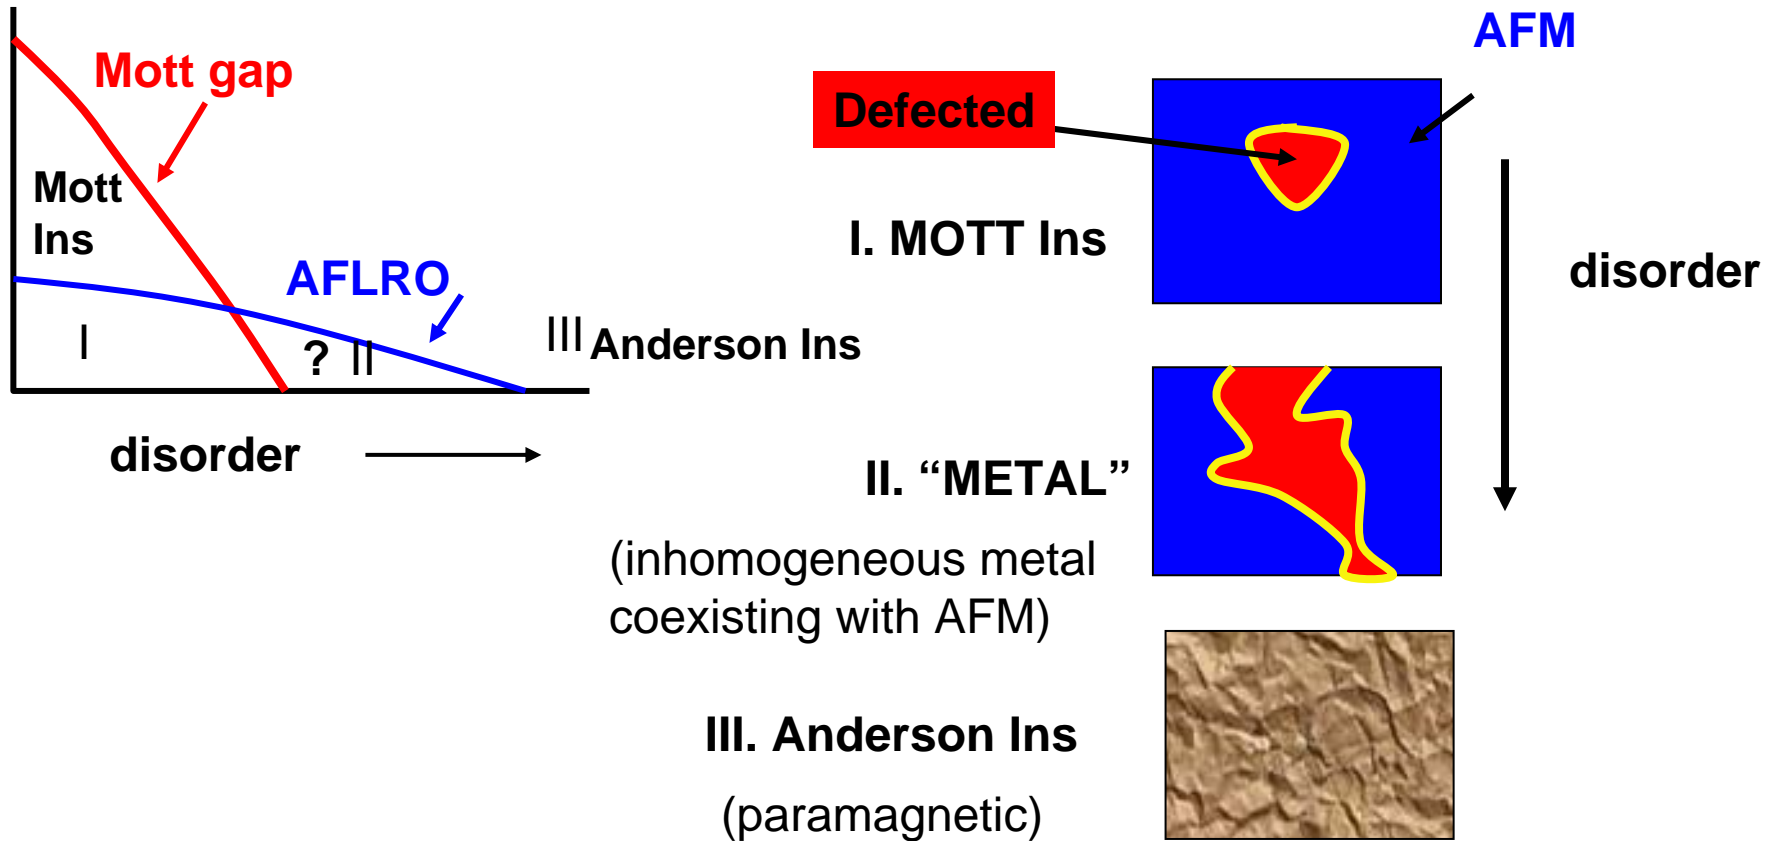 Mott gap
Mott
Ins
AFLRO
I
? II
III Anderson Ins
disorder
AFM
Defected
I. MOTT Ins
disorder
II. “METAL”
(inhomogeneous metal
coexisting with AFM)
III. Anderson Ins
(paramagnetic)